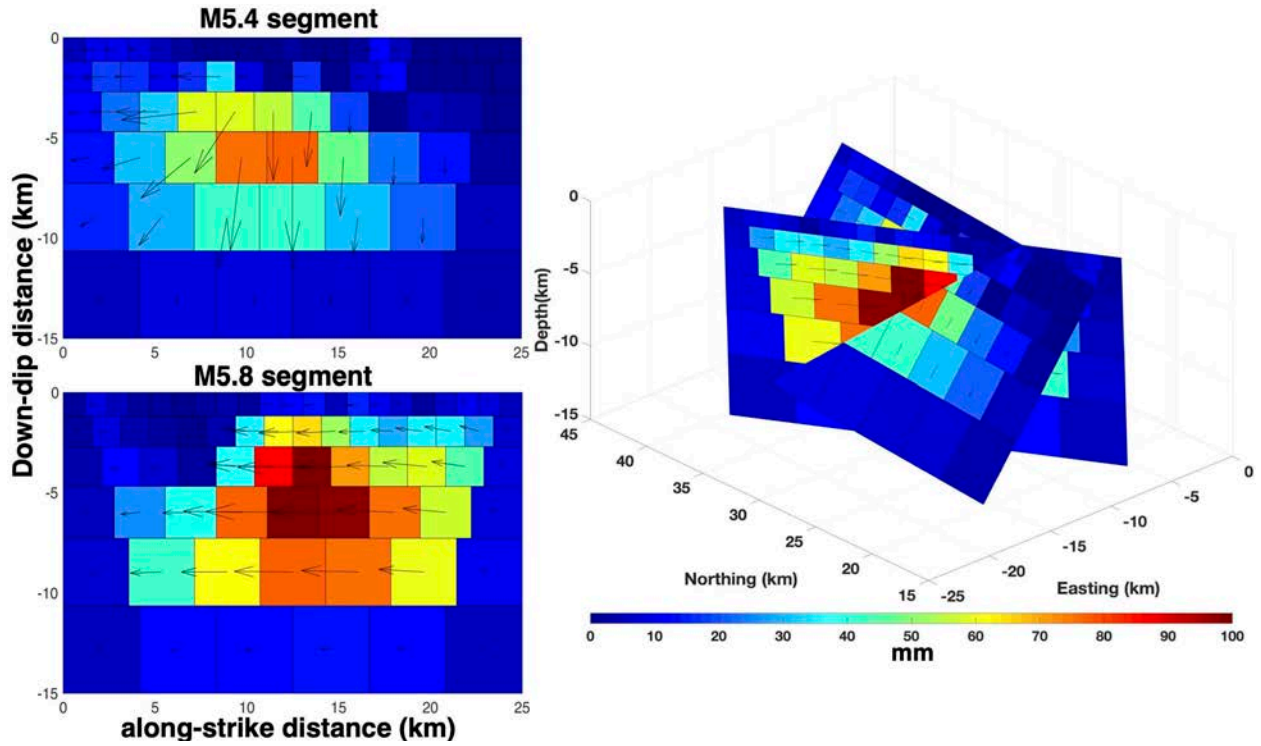 M5.4 segment
0
-5
-10
-15
0 5 10 15 20 25
M5.8 segment
0
-5
-10
-15
0 5 10 15 20 25
Down-dip distance (km)
along-strike distance (km)
0
-5
-10
-15
Depth(km)
45
40
35
30
25
20
15
Northing (km)
-25
-20
-15
-10
-5
0
Easting (km)
0 10 20 30 40 50 60 70 80 90 100
mm